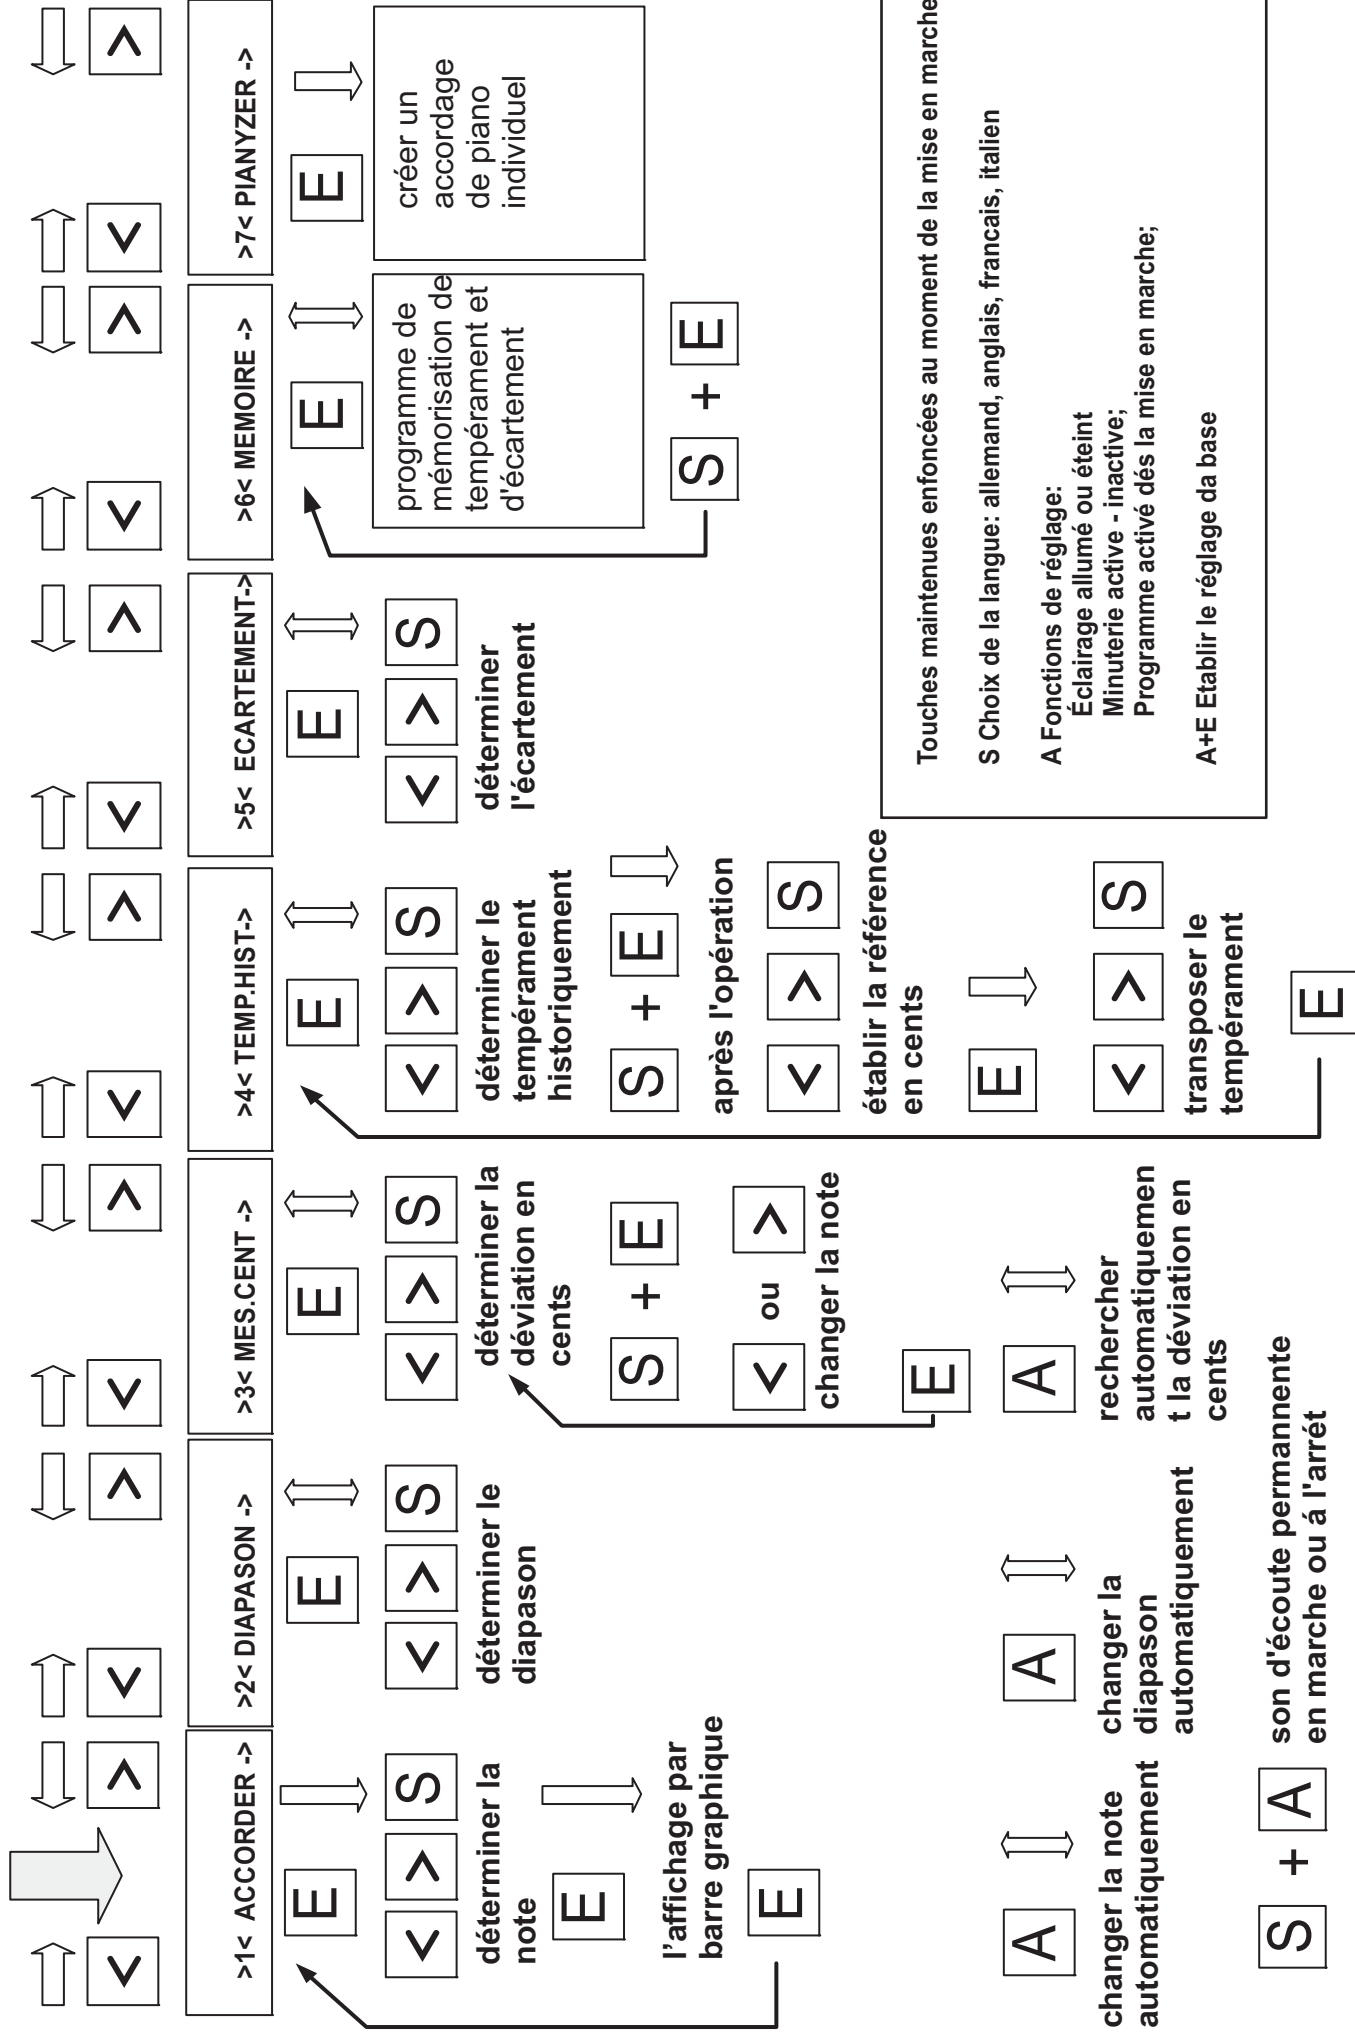 < >
< >
< >
< >
< >
< >
< >
>1< ACCORDER ->
E
< > S
déterminer la
note
E
l'affichage par
barre graphique
E
A
changer la note
automatiquement
>2< DIAPASON ->
E
< > S
déterminer le
diapason
A
changer la
diapason
automatiquement
S + A
son d'écoute permannente
en marche ou á l'arrét
>3< MES.CENT ->
E
< > S
déterminer la
déviation en
cents
S + E
< ou >
changer la note
E
A
rechercher
automatiquemen
t la déviation en
cents
>4< TEMP.HIST->
E
< > S
déterminer le
tempérament
historiquement
S + E
après l'opération
< > S
établir la référence
en cents
E
< > S
transposer le
tempérament
E
>5< ECARTEMENT->
E
< > S
déterminer
l'écartement
>6< MEMOIRE ->
E
programme de
mémorisation de
tempérament et
d'écartement
S + E
>7< PIANYZER ->
E
créer un
accordage
de piano
individuel
Touches maintenues enfoncées au moment de la mise en marche
S Choix de la langue: allemand, anglais, francais, italien
A Fonctions de réglage:
Éclairage allumé ou éteint
Minuterie active - inactive;
Programme activé dés la mise en marche;
A+E Etablir le réglage da base